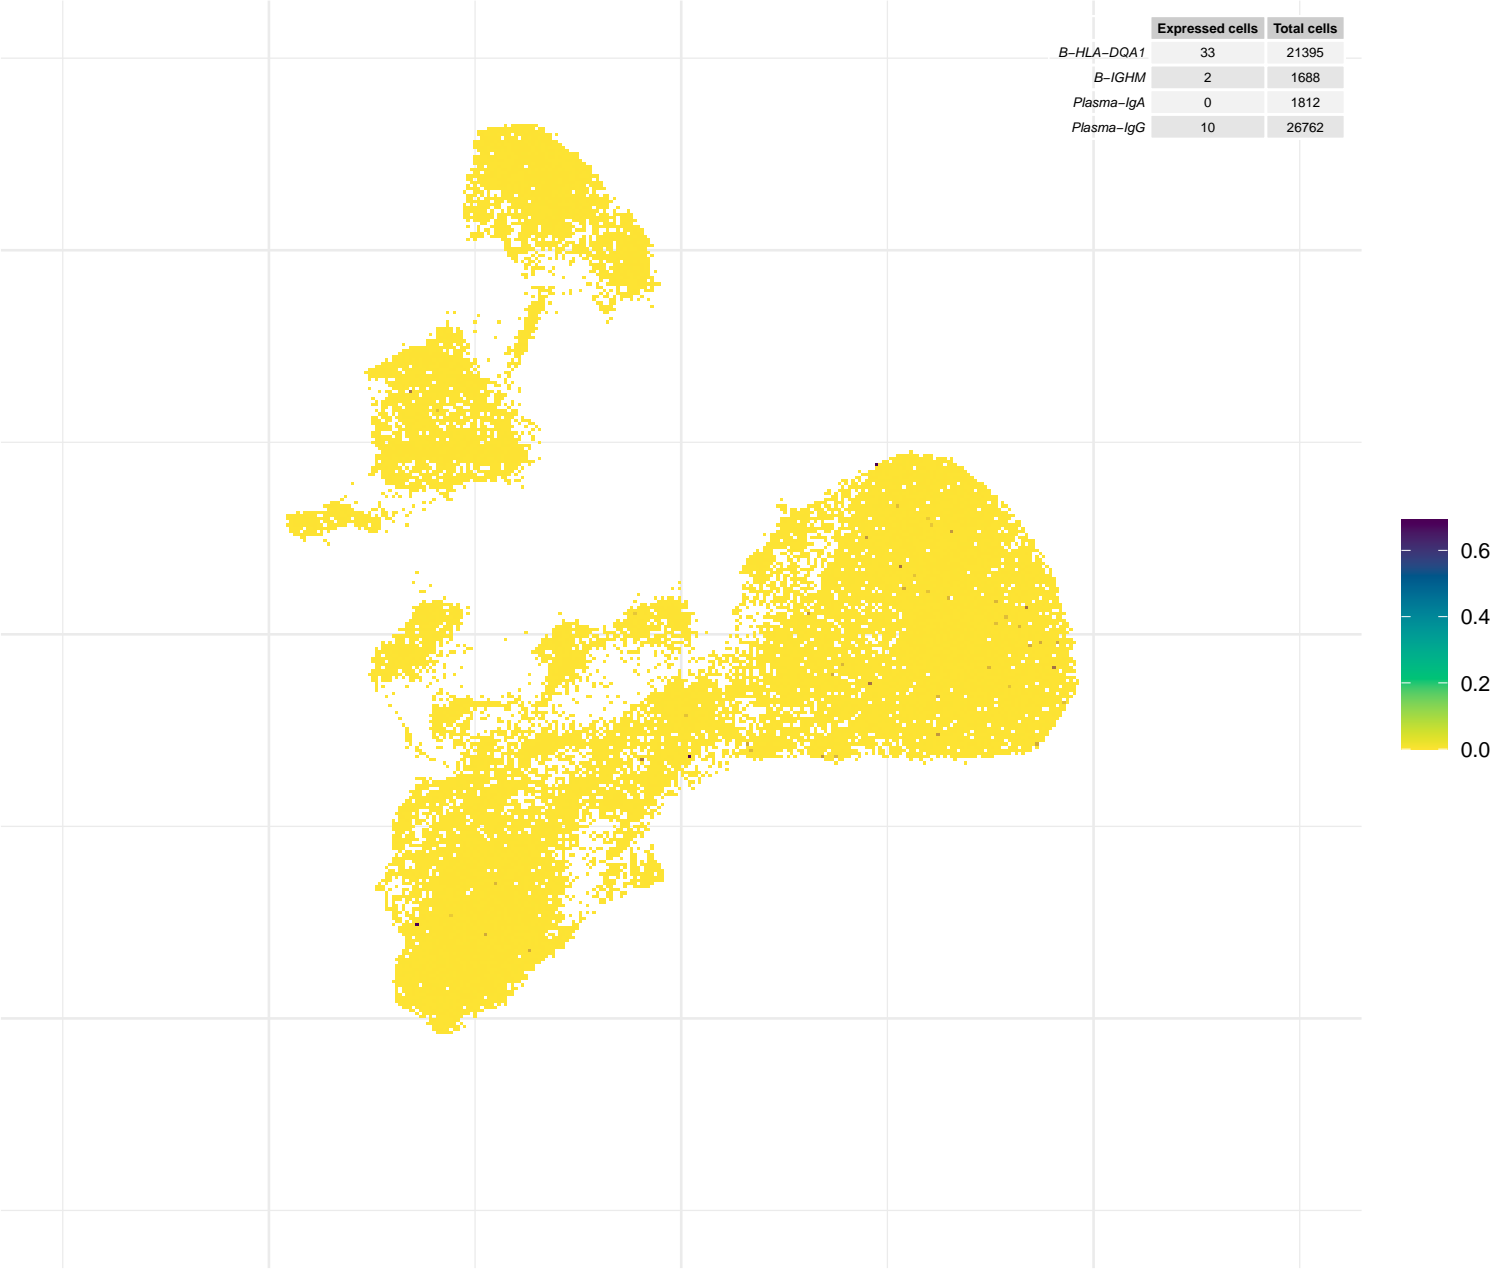 Expressed cells Total cells
B−HLA−DQA1 33 21395
B−IGHM 2 1688
Plasma−IgA 0 1812
Plasma−IgG 10 26762
0.6
0.4
0.2
0.0